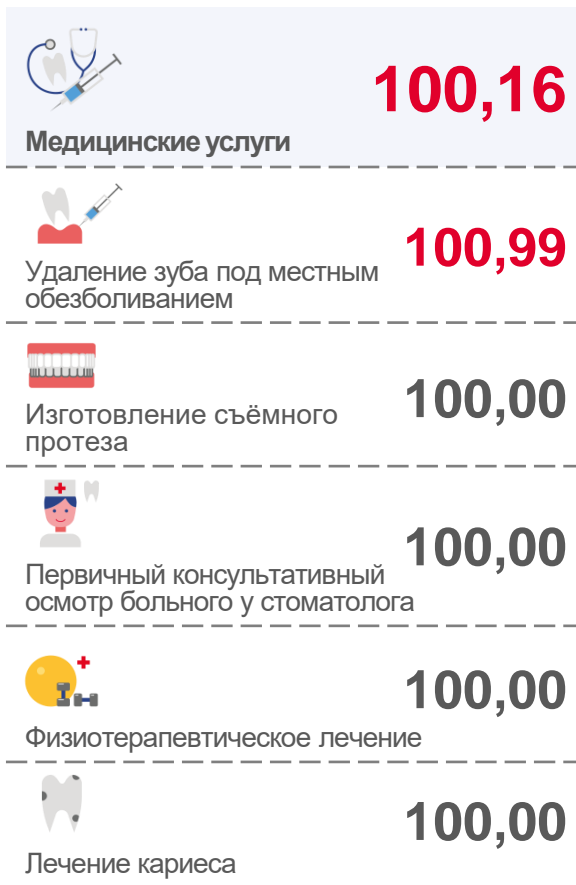 100,16
Медицинские услуги
100,99
Удаление зуба под местным
обезболиванием
100,00
Изготовление съёмного
протеза
100,00
Первичный консультативный
осмотр больного у стоматолога
100,00
Физиотерапевтическое лечение
100,00
Лечение кариеса